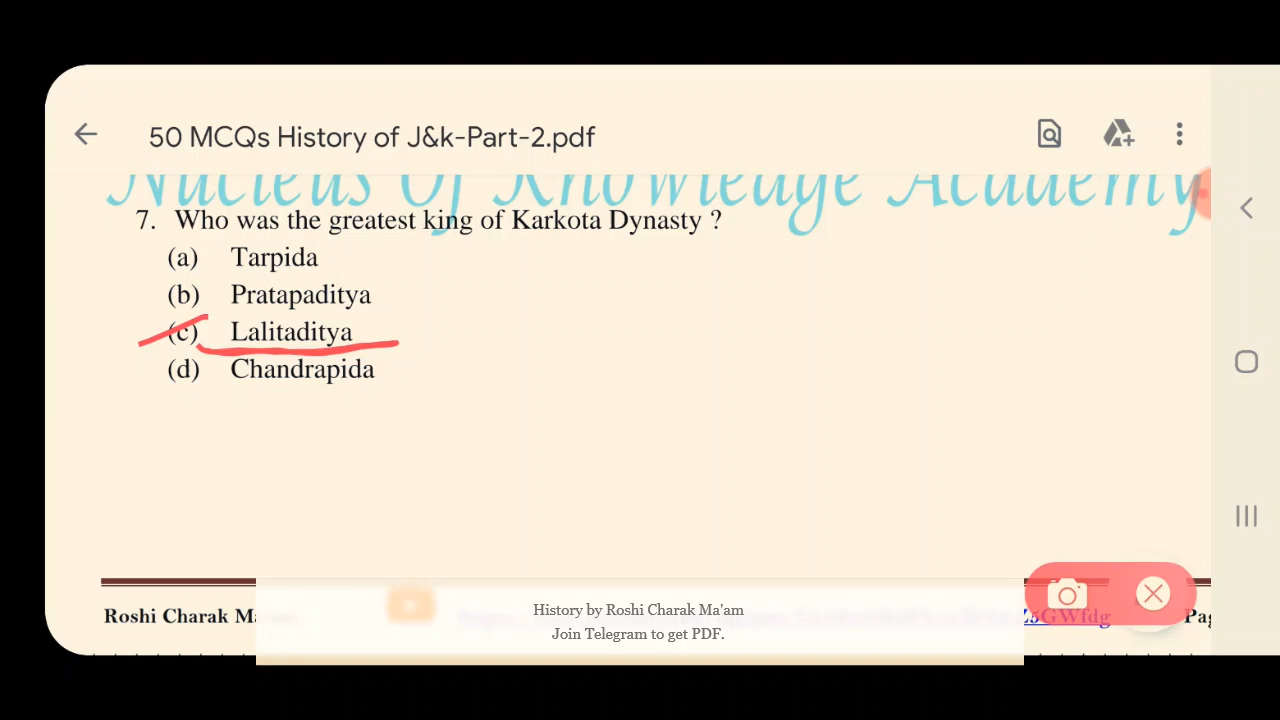 50 MCQs History of J&k-Part-2.pdf
Nucleus Of Knowledge Academy
7. Who was the greatest king of Karkota Dynasty ?
(a) Tarpida
(b) Pratapaditya
(c) Lalitaditya
(d) Chandrapida
Roshi Charak
History by Roshi Charak Ma'am
Join Telegram to get PDF.